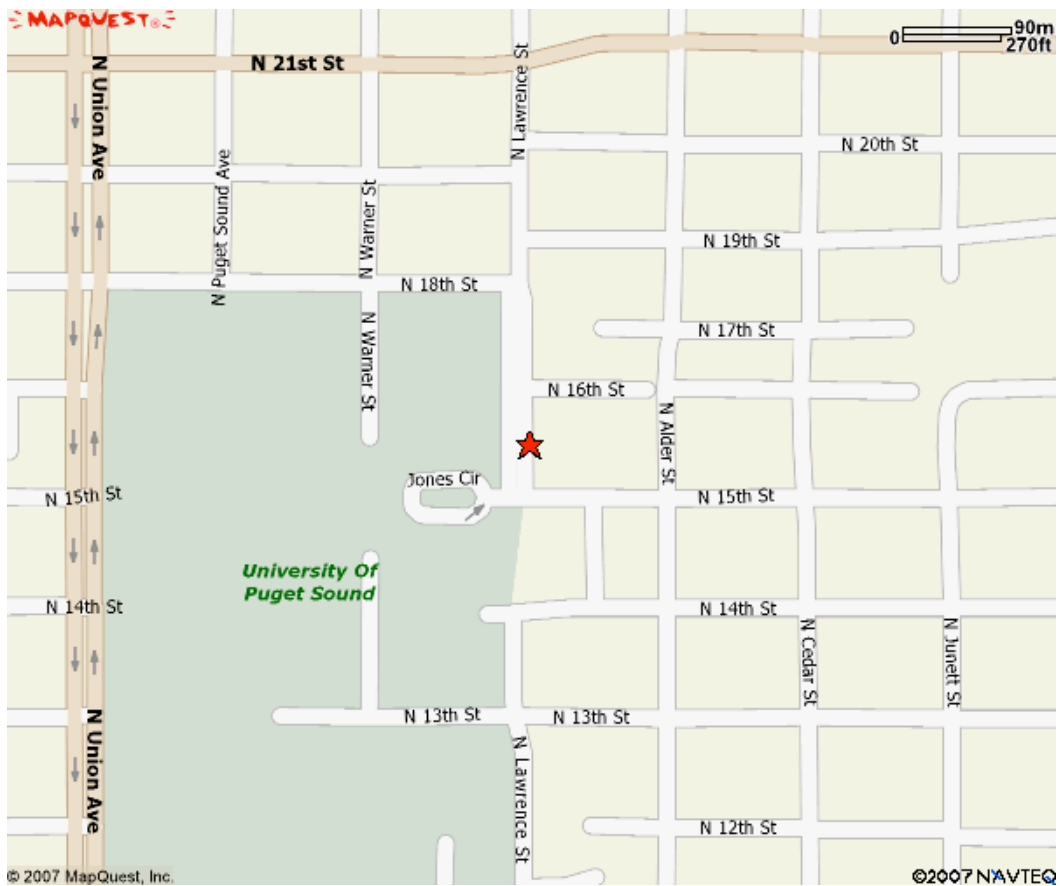 MAPQUEST®
90m
0
270ft
N 21st St
N Union Ave
N Lawrence St
N 20th St
N Puget Sound Ave
N Warner St
N 19th St
N 18th St
N Warner St
N 17th St
N 16th St
N Alder St
Jones Cir
N 15th St
N 15th St
University Of
Puget Sound
N 14th St
N 14th St
N Cedar St
N Junett St
N 13th St
N 13th St
N Union Ave
N Lawrence St
N 12th St
© 2007 MapQuest, Inc.
©2007 NAVTEQ